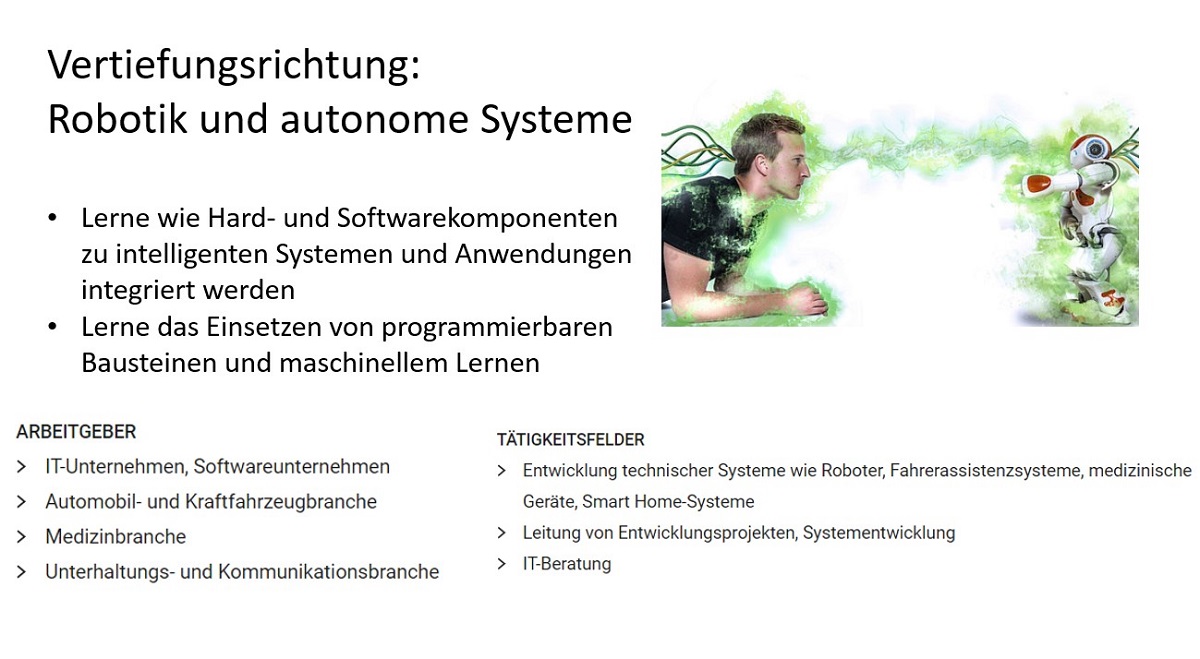 Vertiefungsrichtung:
Robotik und autonome Systeme
• Lerne wie Hard- und Softwarekomponenten
zu intelligenten Systemen und Anwendungen
integriert werden
• Lerne das Einsetzen von programmierbaren
Bausteinen und maschinellem Lernen
ARBEITGEBER
> IT-Unternehmen, Softwareunternehmen
> Automobil- und Kraftfahrzeugbranche
> Medizinbranche
> Unterhaltungs- und Kommunikationsbranche
TÄTIGKEITSFELDER
> Entwicklung technischer Systeme wie Roboter, Fahrerassistenzsysteme, medizinische
Geräte, Smart Home-Systeme
> Leitung von Entwicklungsprojekten, Systementwicklung
> IT-Beratung